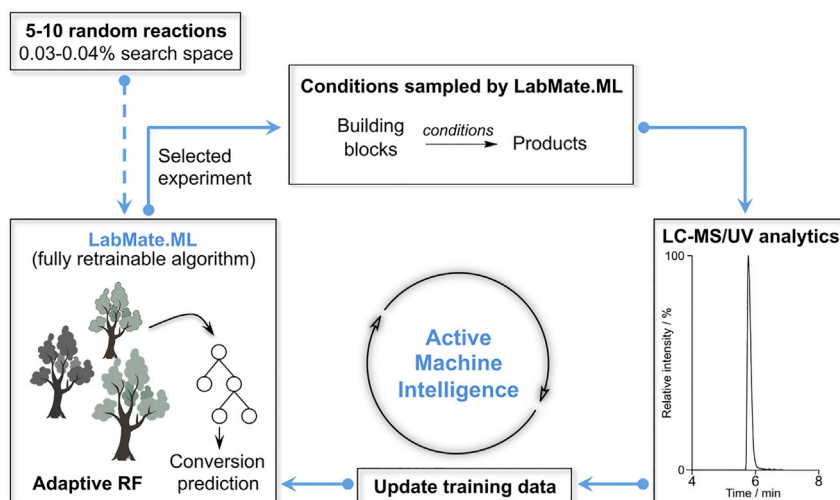 5-10 random reactions
0.03-0.04% search space
Conditions sampled by LabMate.ML
Building
blocks
conditions
Products
Selected
experiment
LabMate.ML
(fully retrainable algorithm)
Adaptive RF
Conversion
prediction
Active
Machine
Intelligence
LC-MS/UV analytics
100
Relative intensity / %
0
4
6
8
Time / min
Update training data